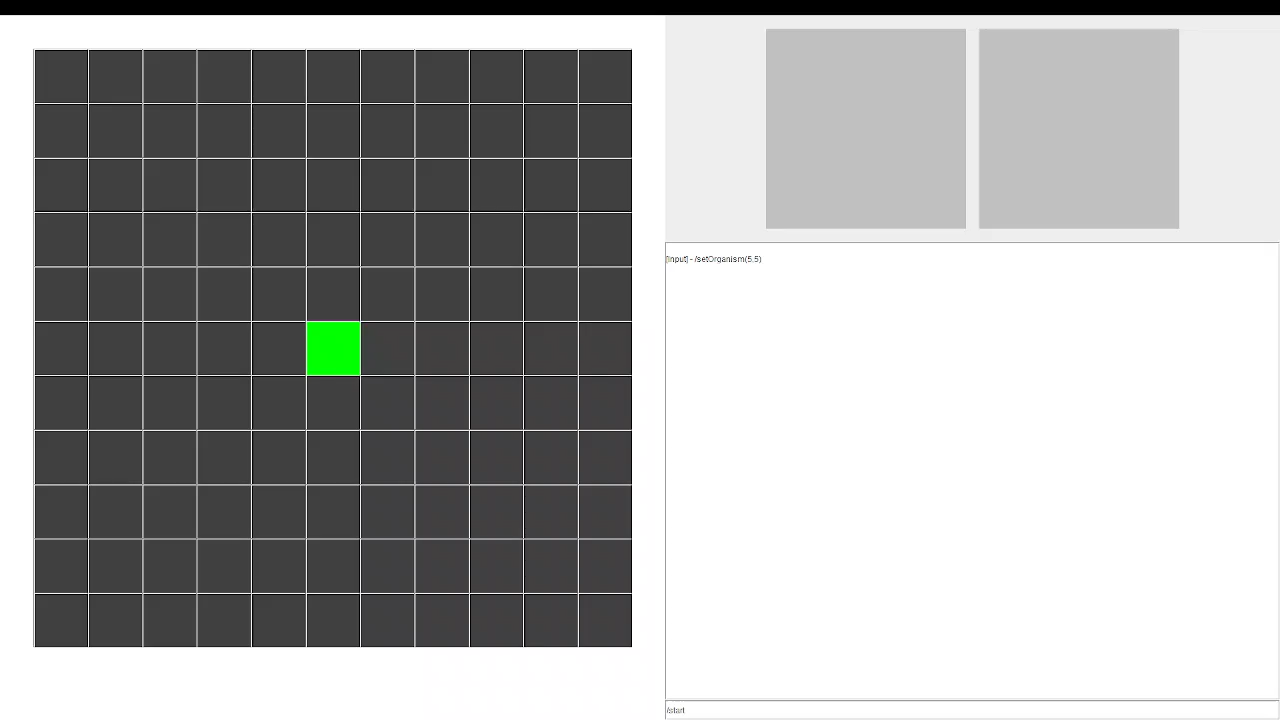 [Input] - /setOrganism(5,5)
/start